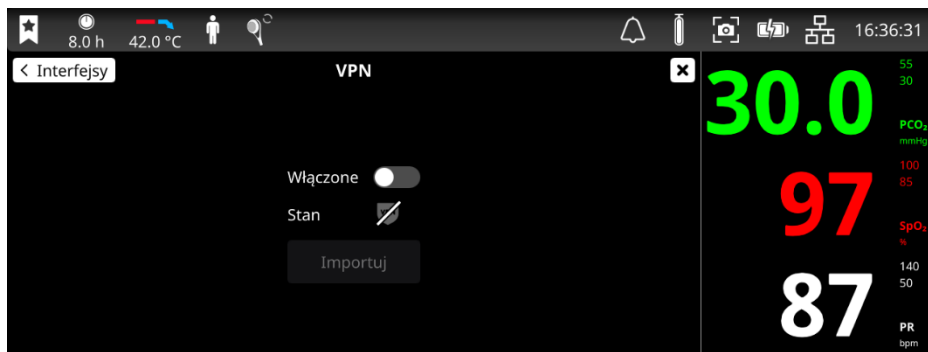 8.0 h
42.0 °C
16:36:31
< Interfejsy
VPN
Włączone
Stan
Importuj
30.0
55
30
PCO₂
mmHg
97
100
85
SpO₂
%
87
140
50
PR
bpm